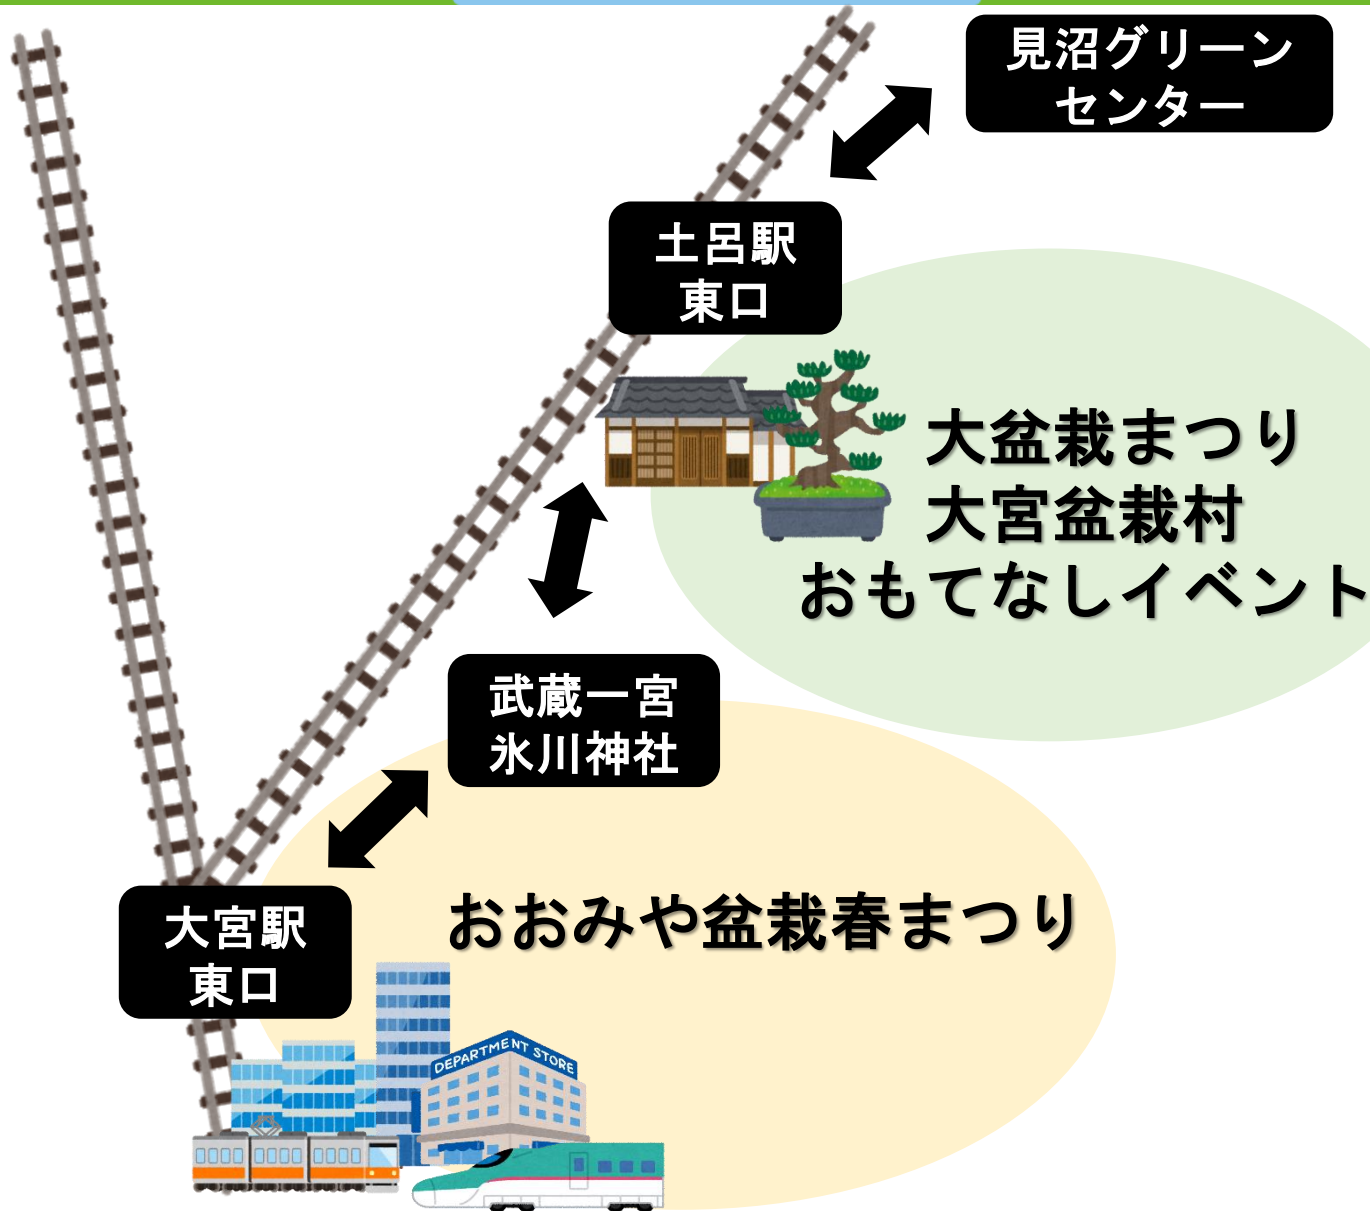 見沼グリーン
センター
土呂駅
東口
大盆栽まつり
大宮盆栽村
おもてなしイベント
武蔵一宮
氷川神社
おおみや盆栽春まつり
大宮駅
東口
DEPARTMENT STORE